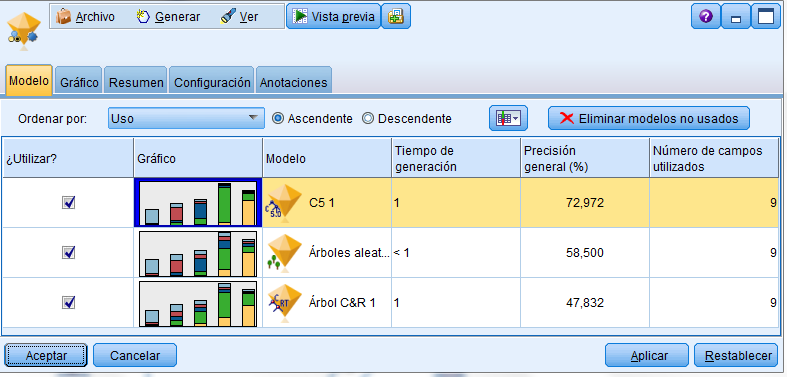 Archivo Generar Ver Vista previa
Modelo Gráfico Resumen Configuración Anotaciones
Ordenar por: Uso Ascendente Descendente Eliminar modelos no usados
¿Utilizar? Gráfico Modelo Tiempo de generación Precisión general (%) Número de campos utilizados
C5 1 1 72,972 9
Árboles aleat... < 1 58,500 9
Árbol C&R 1 1 47,832 9
Aceptar Cancelar Aplicar Restablecer